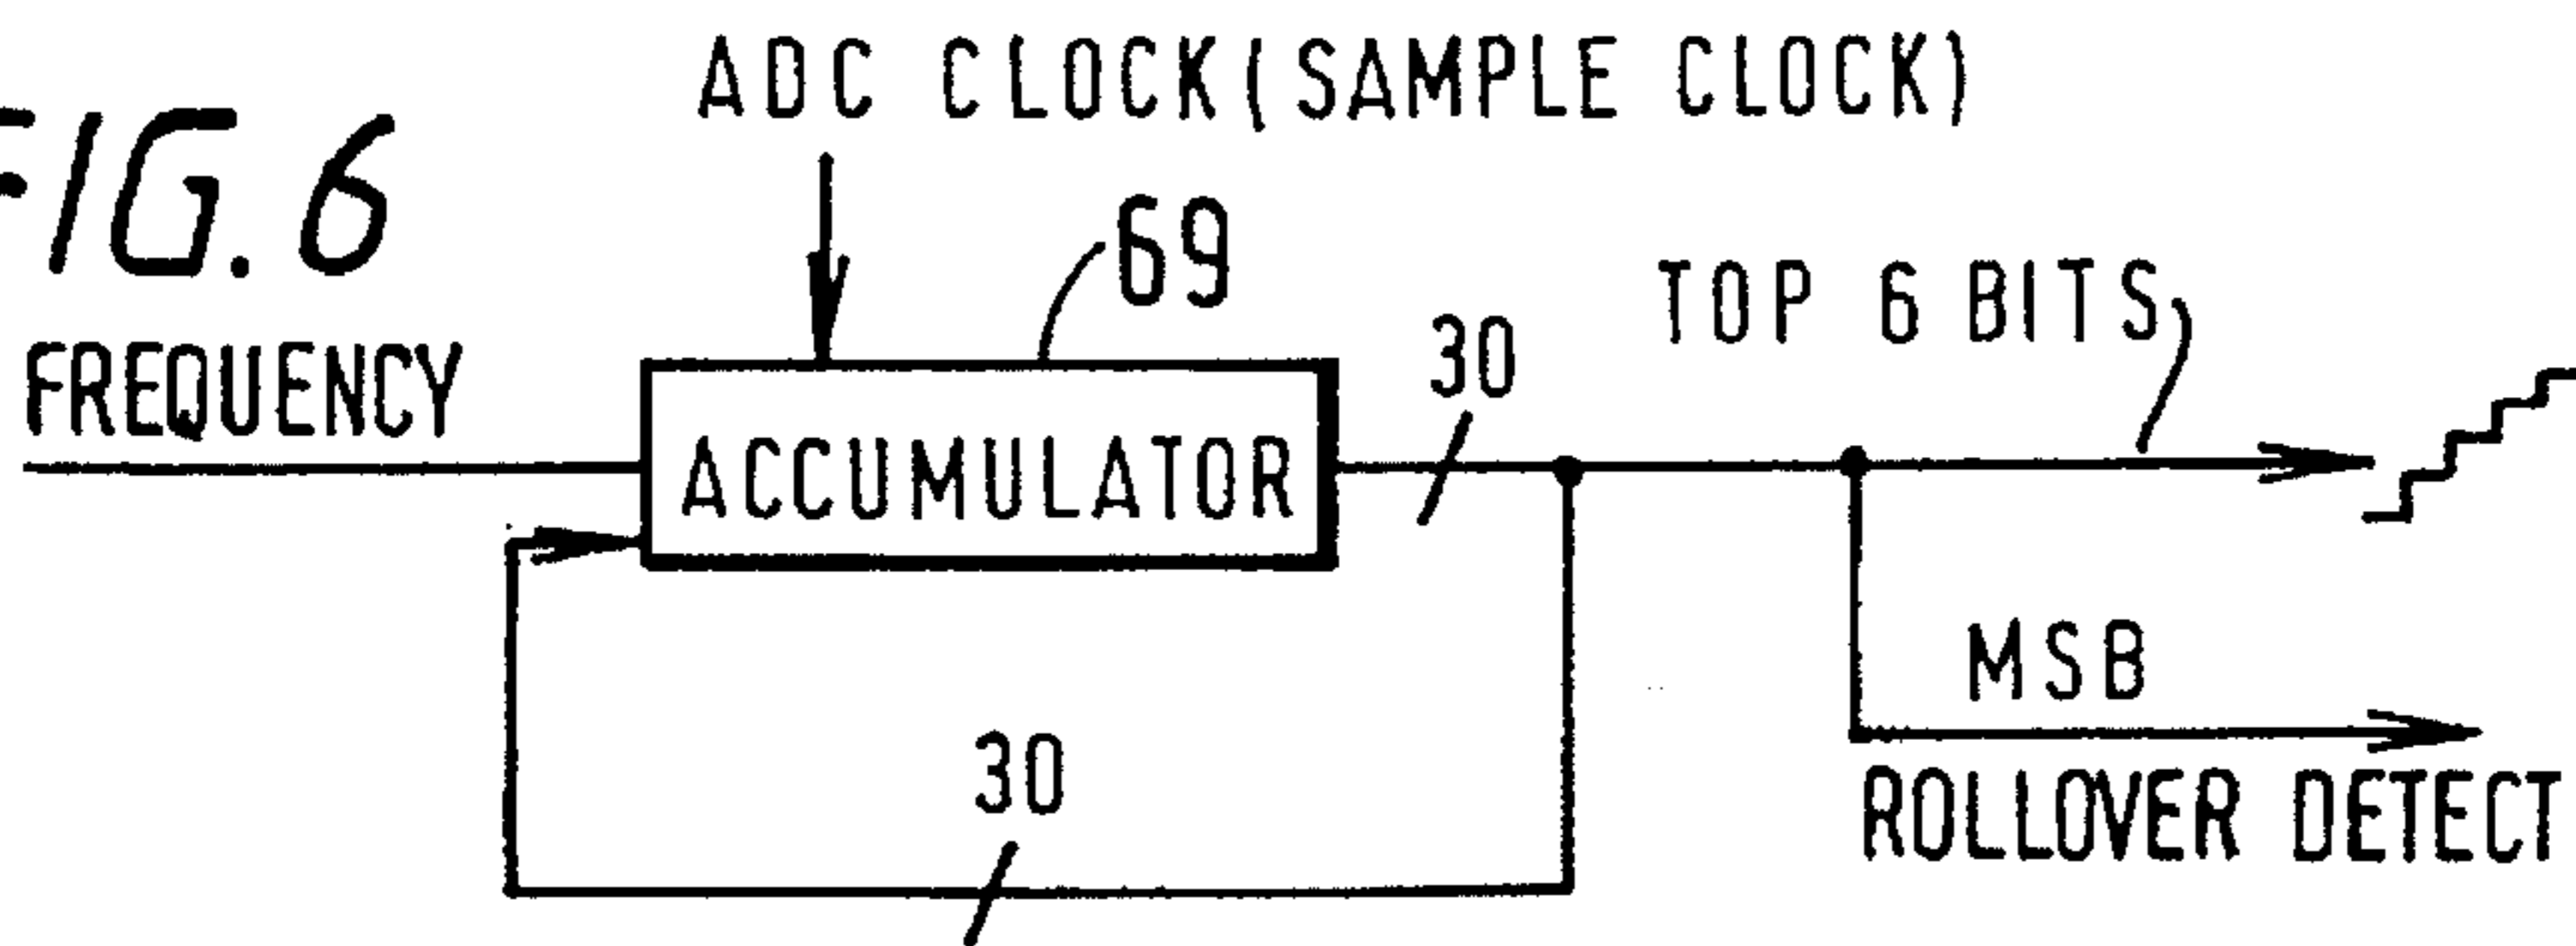 FIG. 6
ADC CLOCK (SAMPLE CLOCK)
69
FREQUENCY
ACCUMULATOR
30
TOP 6 BITS
MSB
ROLLOVER DETECT
30